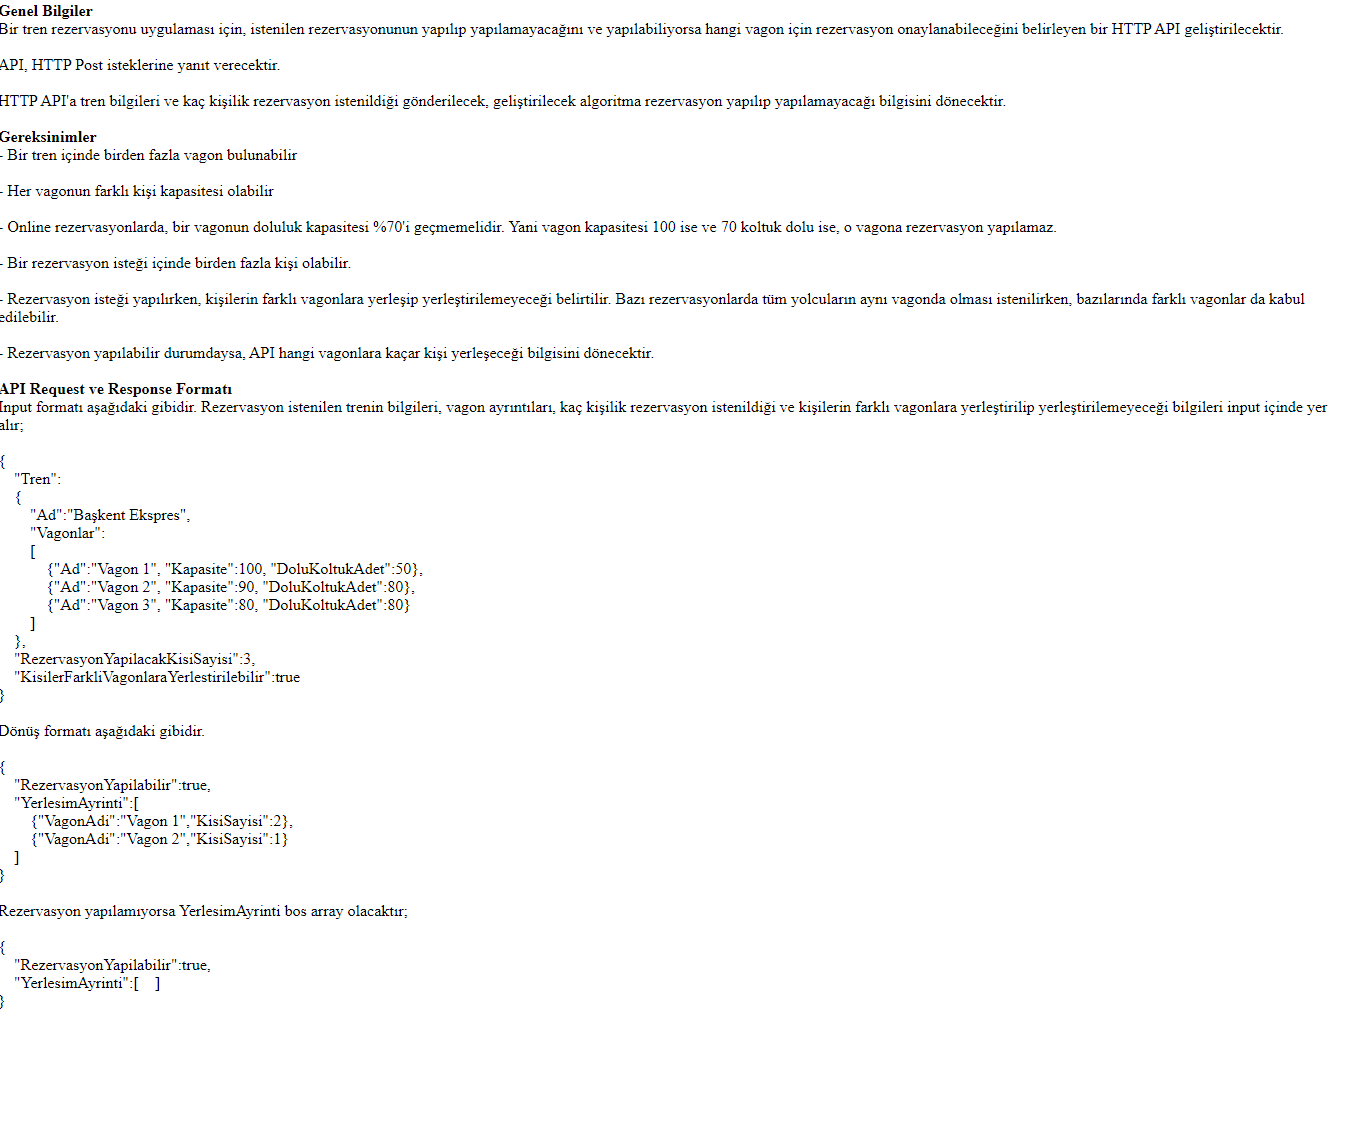 Genel Bilgiler
Bir tren rezervasyonu uygulaması için, istenilen rezervasyonunun yapılıp yapılamayacağını ve yapılabiliyorsa hangi vagon için rezervasyon onaylanabileceğini belirleyen bir HTTP API geliştirilecektir.
API, HTTP Post isteklerine yanıt verecektir.
HTTP API'a tren bilgileri ve kaç kişilik rezervasyon istenildiği gönderilecek, geliştirilecek algoritma rezervasyon yapılıp yapılamayacağı bilgisini dönecektir.
Gereksinimler
- Bir tren içinde birden fazla vagon bulunabilir
- Her vagonun farklı kişi kapasitesi olabilir
- Online rezervasyonlarda, bir vagonun doluluk kapasitesi %70'i geçmemelidir. Yani vagon kapasitesi 100 ise ve 70 koltuk dolu ise, o vagona rezervasyon yapılamaz.
- Bir rezervasyon isteği içinde birden fazla kişi olabilir.
- Rezervasyon isteği yapılırken, kişilerin farklı vagonlara yerleşip yerleştirilemeyeceği belirtilir. Bazı rezervasyonlarda tüm yolcuların aynı vagonda olması istenilirken, bazılarında farklı vagonlar da kabul
edilebilir.
- Rezervasyon yapılabilir durumdaysa, API hangi vagonlara kaçar kişi yerleşeceği bilgisini dönecektir.
API Request ve Response Formatı
Input formatı aşağıdaki gibidir. Rezervasyon istenilen trenin bilgileri, vagon ayrıntıları, kaç kişilik rezervasyon istenildiği ve kişilerin farklı vagonlara yerleştirilip yerleştirilemeyeceği bilgileri input içinde yer
alır;
{
"Tren":
{
"Ad":"Başkent Ekspres",
"Vagonlar":
[
{"Ad":"Vagon 1", "Kapasite":100, "DoluKoltukAdet":50},
{"Ad":"Vagon 2", "Kapasite":90, "DoluKoltukAdet":80},
{"Ad":"Vagon 3", "Kapasite":80, "DoluKoltukAdet":80}
]
},
"RezervasyonYapilacakKisiSayisi":3,
"KisilerFarkliVagonlaraYerlestirilebilir":true
}
Dönüş formatı aşağıdaki gibidir.
{
"RezervasyonYapilabilir":true,
"YerlesimAyrinti":[
{"VagonAdi":"Vagon 1","KisiSayisi":2},
{"VagonAdi":"Vagon 2","KisiSayisi":1}
]
}
Rezervasyon yapılamıyorsa YerlesimAyrinti bos array olacaktır;
{
"RezervasyonYapilabilir":true,
"YerlesimAyrinti":[ ]
}